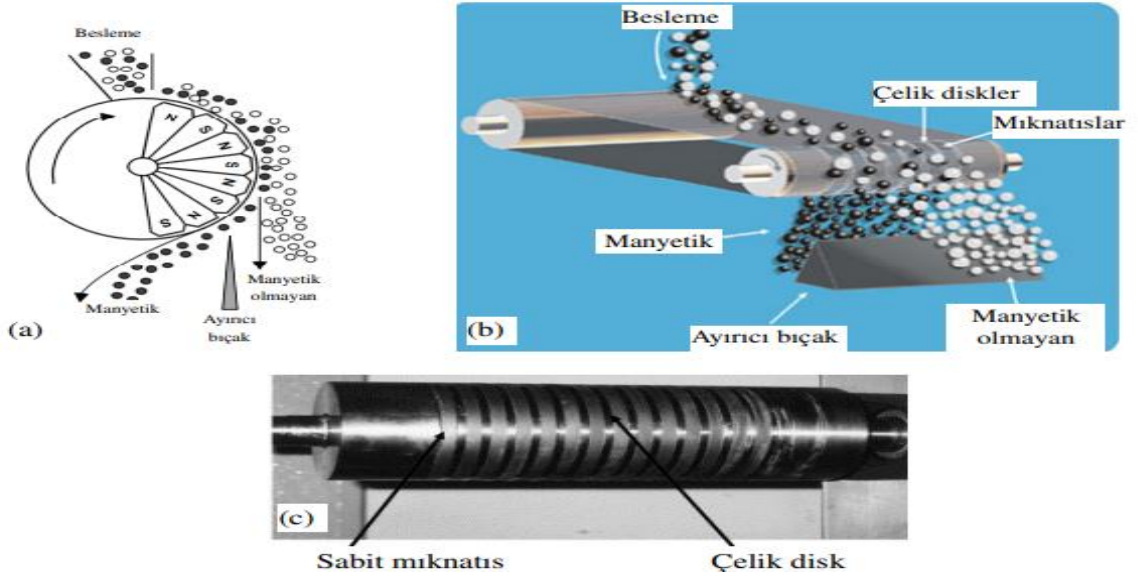 Besleme
N
S
N
S
N
S
N
S
Manyetik
olmayan
Manyetik
Ayırıcı
bıçak
(a)
Besleme
Çelik diskler
Mıknatıslar
Manyetik
Ayırıcı bıçak
Manyetik
olmayan
(b)
(c)
Sabit mıknatıs
Çelik disk